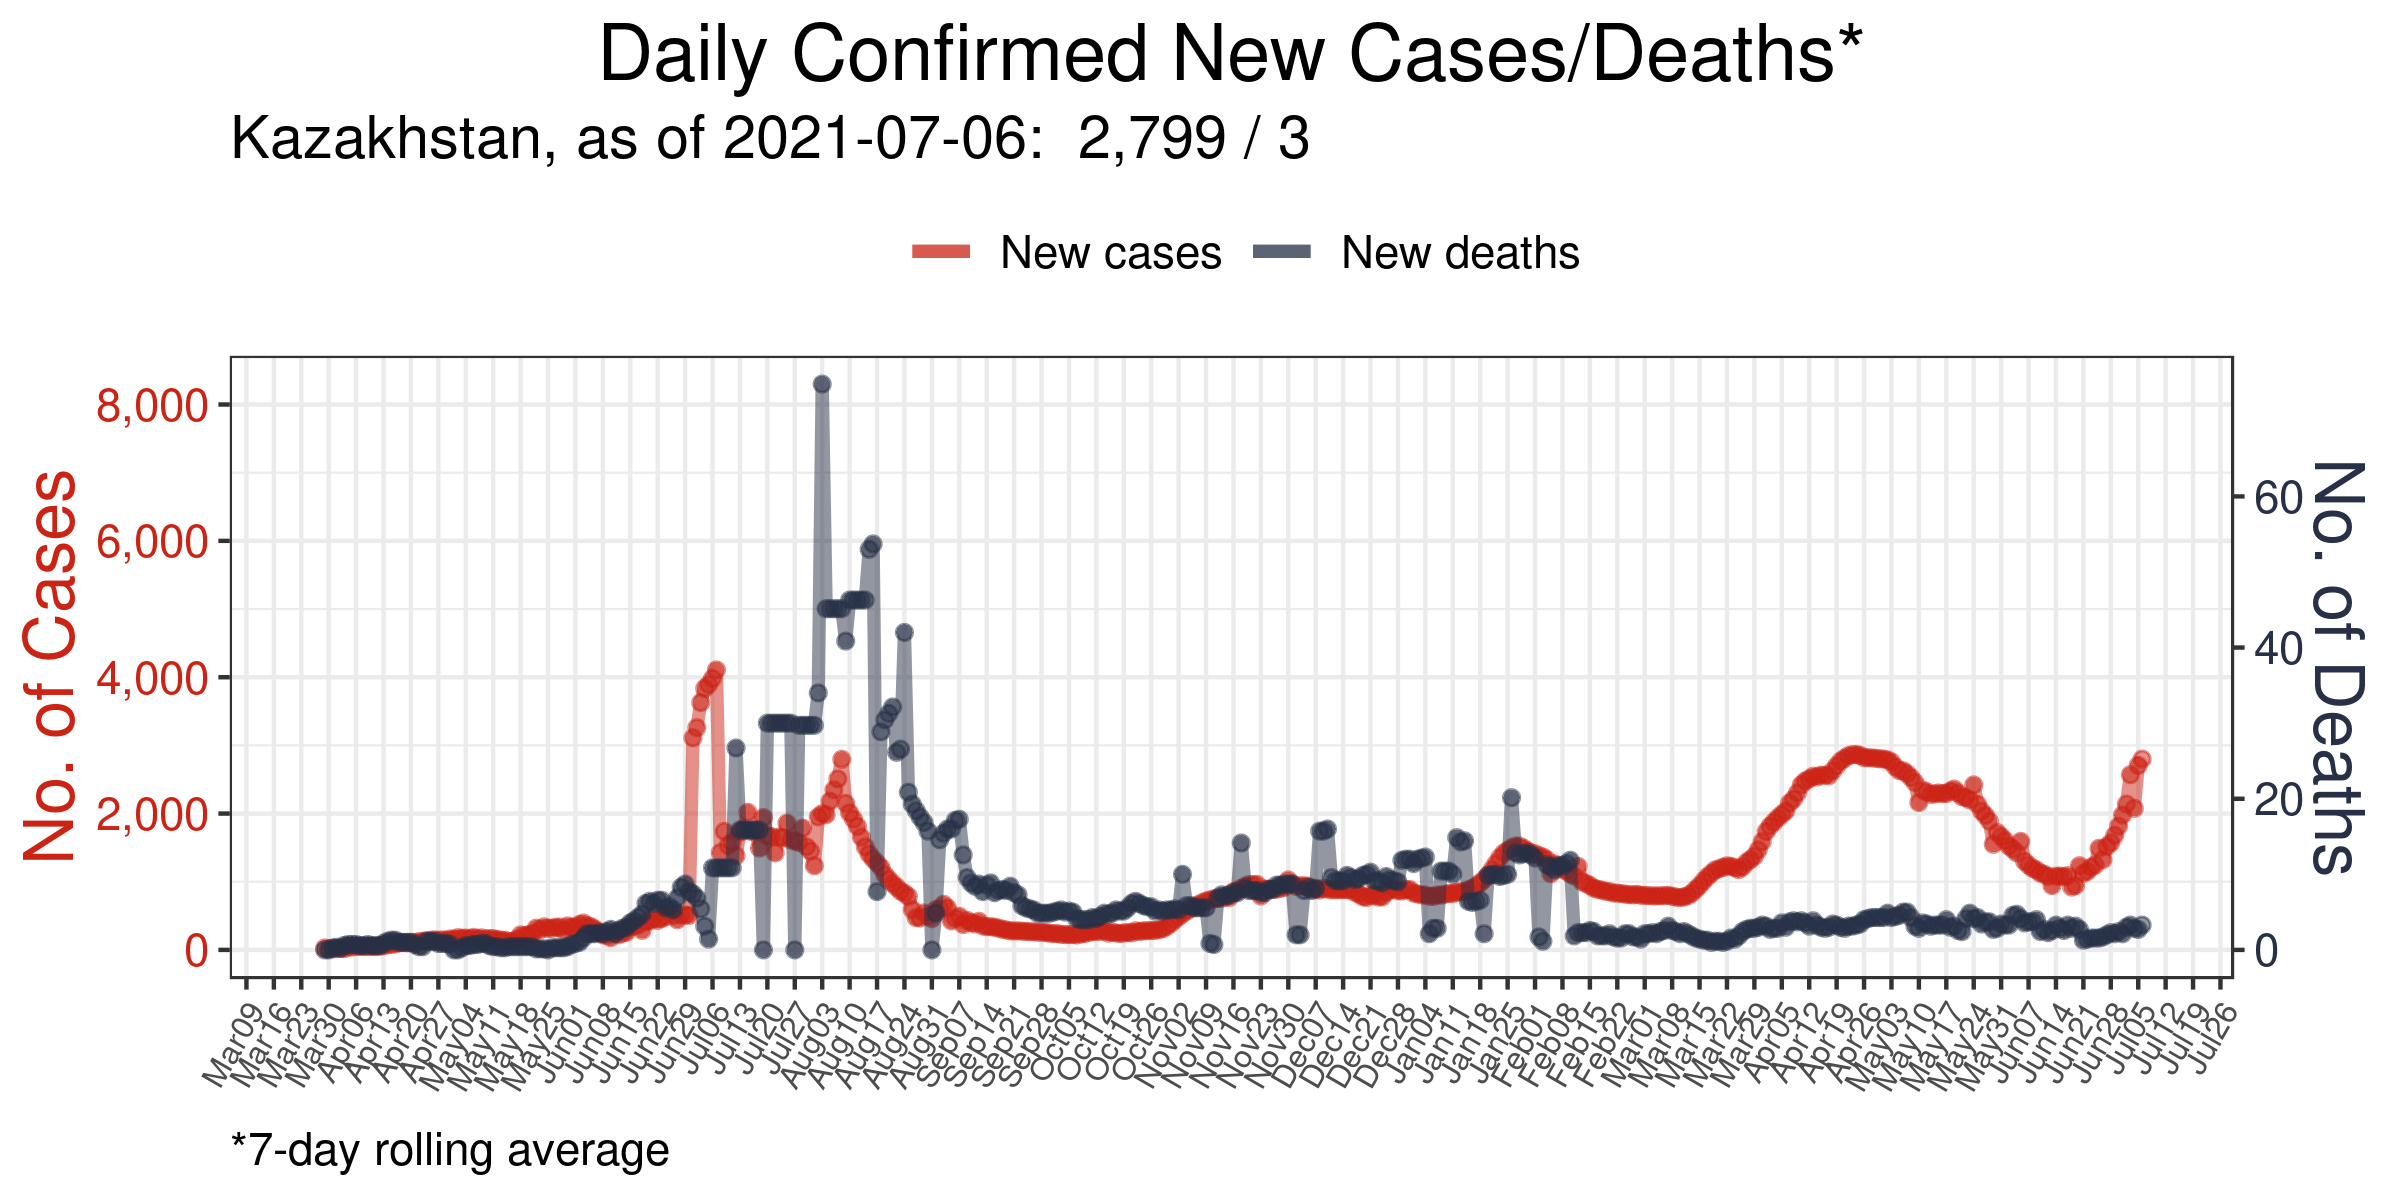 Daily Confirmed New Cases/Deaths*
Kazakhstan, as of 2021-07-06:  2,799 / 3
New cases New deaths
No. of Cases
8,000
6,000
4,000
2,000
0
60
40
20
0
No. of Deaths
Mar09 Mar16 Mar23 Mar30 Apr06 Apr13 Apr20 Apr27 May04 May11 May18 May25 Jun01 Jun08 Jun15 Jun22 Jun29 Jul06 Jul13 Jul20 Jul27 Aug03 Aug10 Aug17 Aug24 Aug31 Sep07 Sep14 Sep21 Sep28 Oct05 Oct12 Oct19 Oct26 Nov02 Nov09 Nov16 Nov23 Nov30 Dec07 Dec14 Dec21 Dec28 Jan04 Jan11 Jan18 Jan25 Feb01 Feb08 Feb15 Feb22 Mar01 Mar08 Mar15 Mar22 Mar29 Apr05 Apr12 Apr19 Apr26 May03 May10 May17 May24 May31 Jun07 Jun14 Jun21 Jun28 Jul05 Jul12 Jul19 Jul26
*7-day rolling average